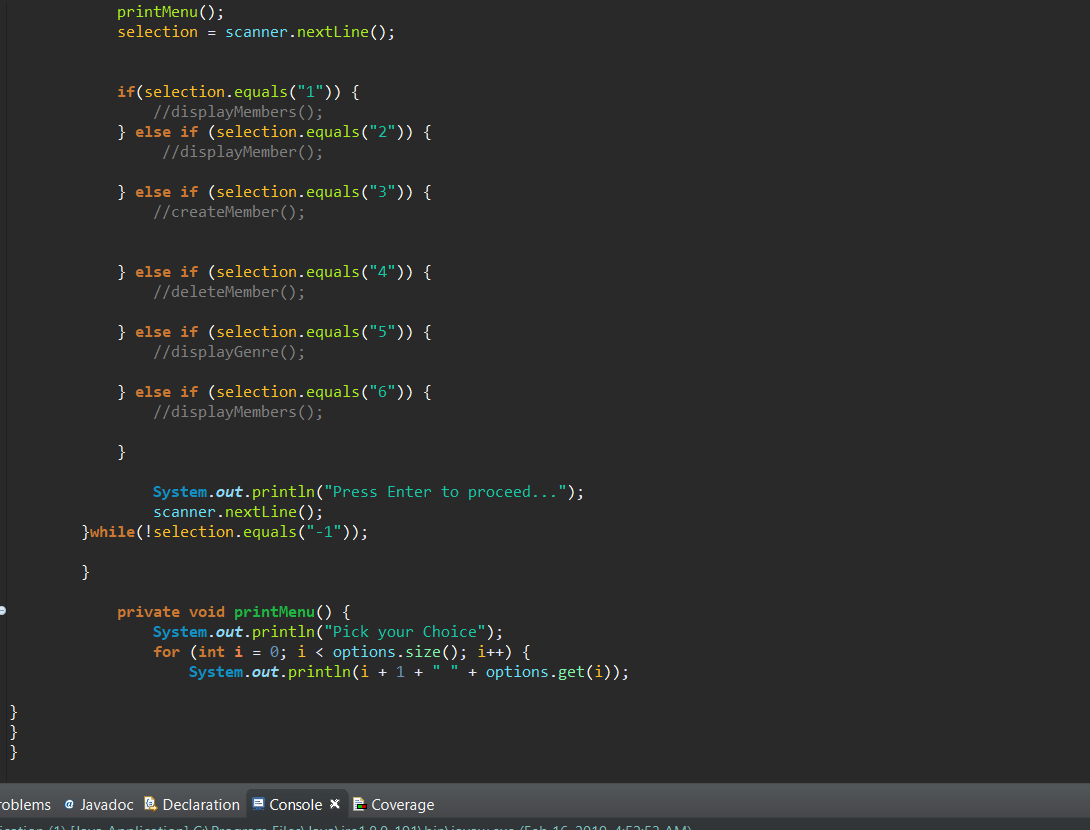 printMenu();
selection = scanner.nextLine();
if(selection.equals("1")) {
//displayMembers();
} else if (selection.equals("2")) {
//displayMember();
} else if (selection.equals("3")) {
//createMember();
} else if (selection.equals("4")) {
//deleteMember();
} else if (selection.equals("5")) {
//displayGenre();
} else if (selection.equals("6")) {
//displayMembers();
}
System.out.println("Press Enter to proceed...");
scanner.nextLine();
}while(!selection.equals("-1"));
}
private void printMenu() {
System.out.println("Pick your Choice");
for (int i = 0; i < options.size(); i++) {
System.out.println(i + 1 + " " + options.get(i));
}
}
}
roblems @ Javadoc Declaration Console Coverage